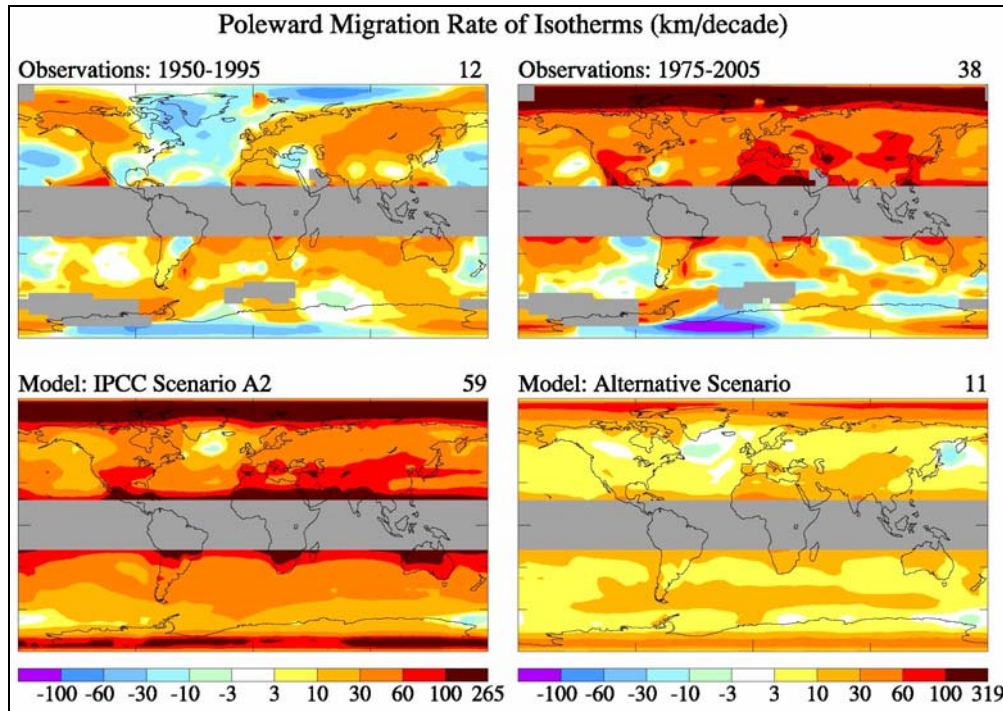 Poleward Migration Rate of Isotherms (km/decade)
Observations: 1950-1995 12
Observations: 1975-2005 38
Model: IPCC Scenario A2 59
Model: Alternative Scenario 11
-100 -60 -30 -10 -3 3 10 30 60 100 265
-100 -60 -30 -10 -3 3 10 30 60 100 319